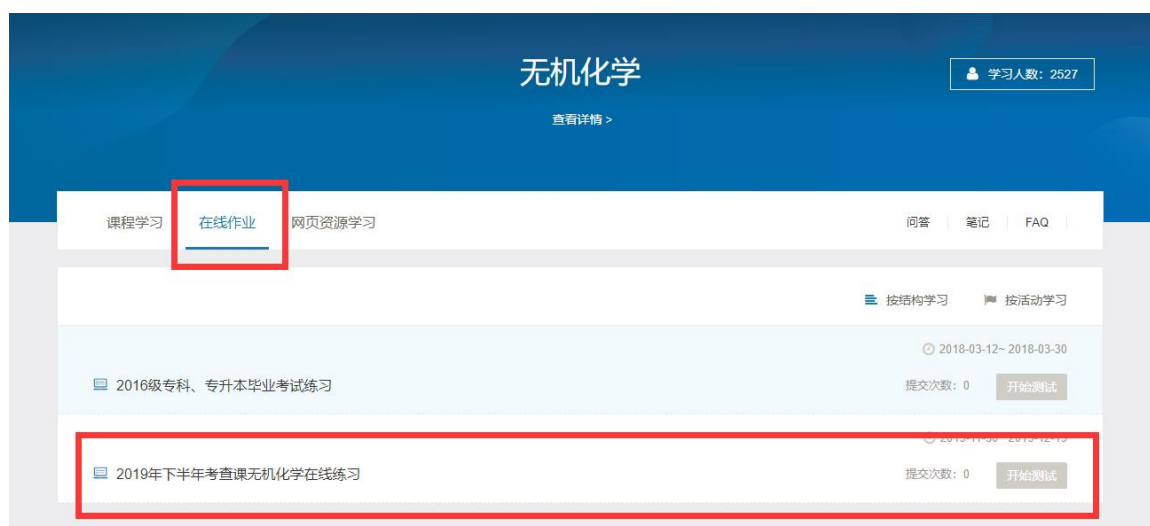 无机化学
学习人数: 2527
查看详情 >
课程学习 在线作业 网页资源学习 问答 笔记 FAQ
按结构学习 按活动学习
2018-03-12~ 2018-03-30
2016级专科、专升本毕业考试练习 提交次数: 0 开始测试
2019年下半年考查课无机化学在线练习 提交次数: 0 开始测试